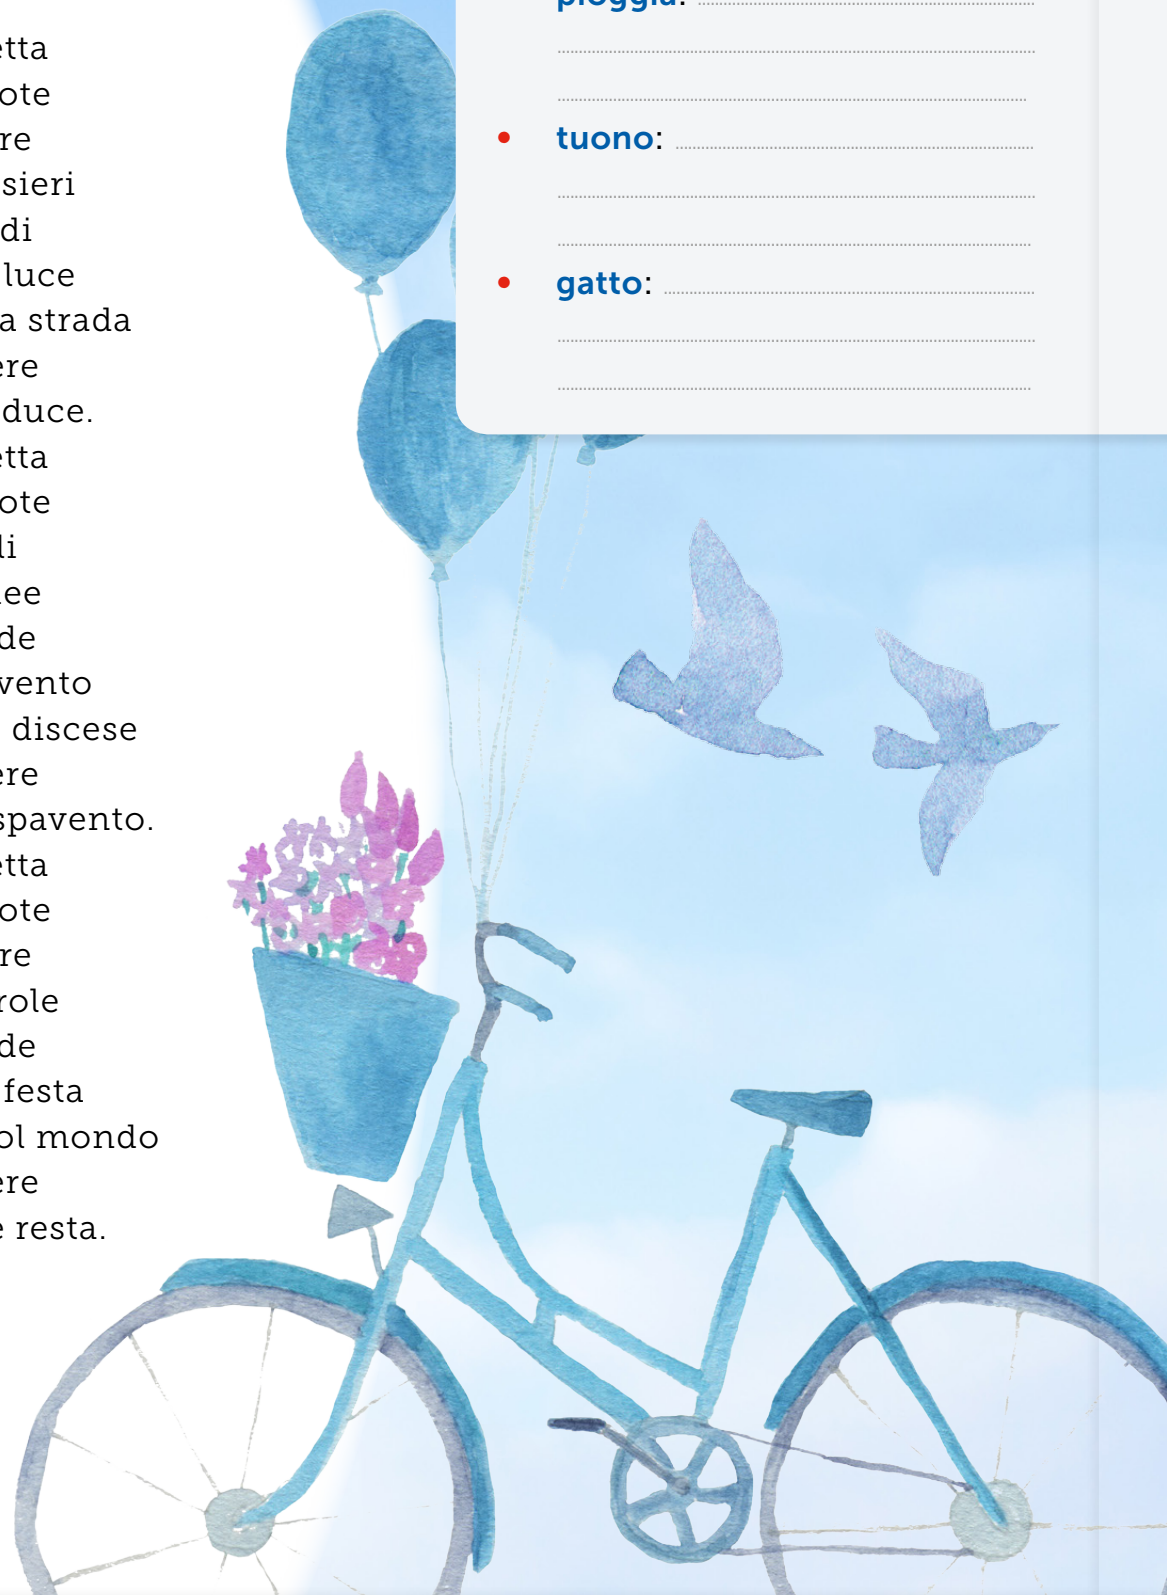 etta
ote
re
sieri
di
luce
a strada
ere
duce.
etta
ote
li
ee
de
vento
discese
ere
spavento.
etta
ote
re
role
de
festa
ol mondo
ere
e resta.
pioggia:
• tuono:
• gatto: